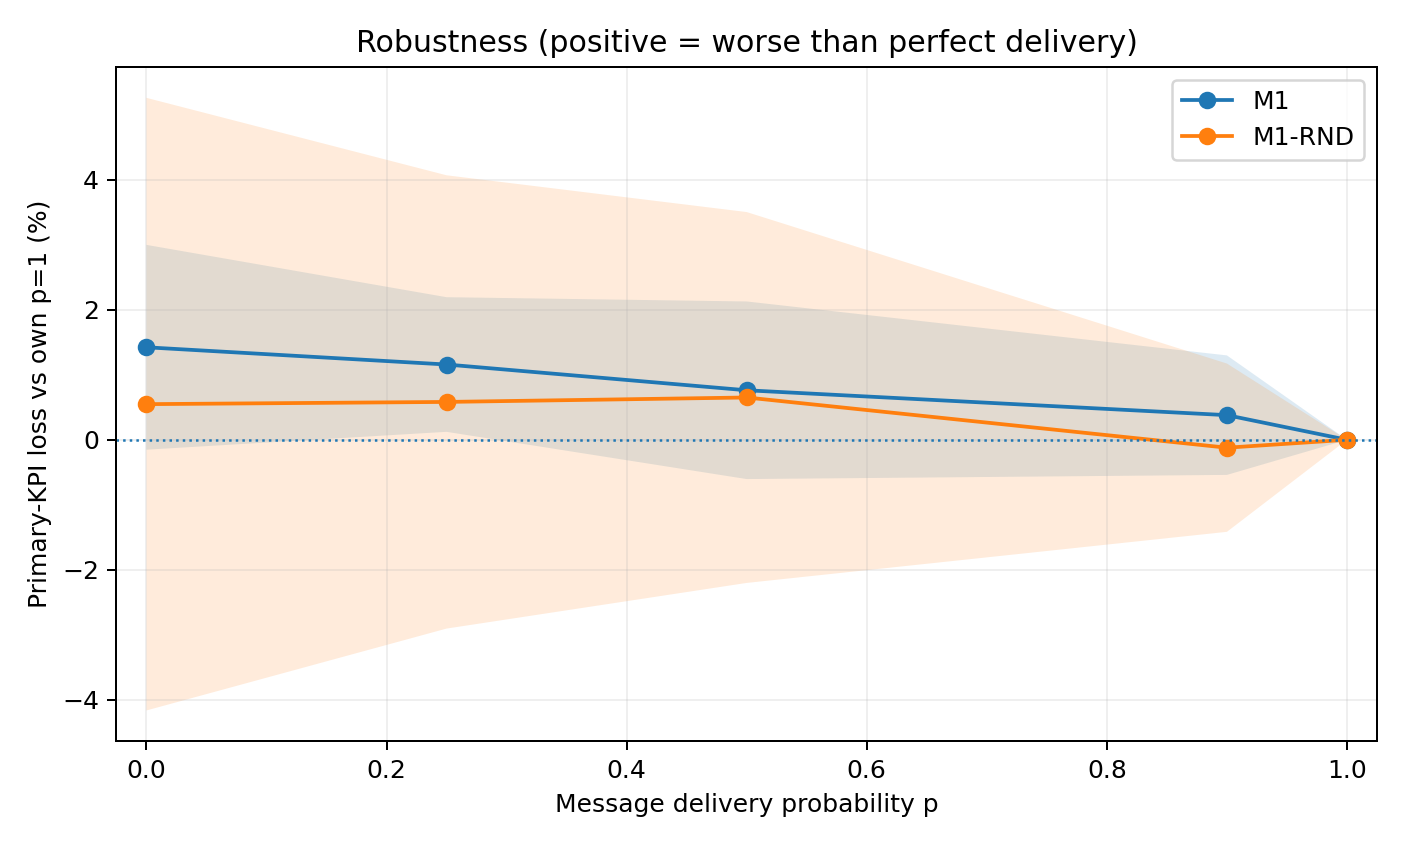 Robustness (positive = worse than perfect delivery)
M1
M1-RND
Primary-KPI loss vs own p=1 (%)
4
2
0
−2
−4
0.0 0.2 0.4 0.6 0.8 1.0
Message delivery probability p